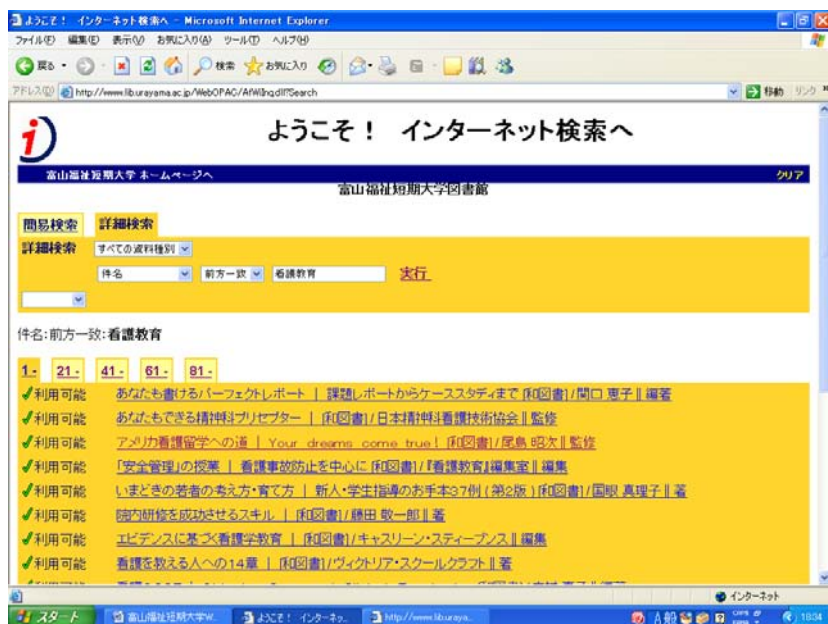 ようこそ! インターネット検索へ - Microsoft Internet Explorer
ファイル(F) 編集(E) 表示(V) お気に入り(A) ツール(T) ヘルプ(H)
戻る 検索 お気に入り
アドレス(D) http://www.lib.urayama.ac.jp/WebOPAC/AfWIInq.dll?Search 移動 リンク
ようこそ! インターネット検索へ
富山福祉短期大学 ホームページへ クリア
富山福祉短期大学図書館
簡易検索 詳細検索
詳細検索 すべての資料種別
件名 前方一致 看護教育 実行
件名:前方一致:看護教育
1- 21- 41- 61- 81-
利用可能 あなたも書けるパーフェクトレポート | 課題レポートからケーススタディまで [和図書]/関口 恵子‖編著
利用可能 あなたもできる精神科プリセプター | [和図書]/日本精神科看護技術協会‖監修
利用可能 アメリカ看護留学への道 | Your dreams come true! [和図書]/尾島 昭次‖監修
利用可能 「安全管理」の授業 | 看護事故防止を中心に [和図書]/『看護教育』編集室‖編集
利用可能 いまどきの若者の考え方・育て方 | 新人・学生指導のお手本37例 (第2版) [和図書]/国眼 真理子‖著
利用可能 院内研修を成功させるスキル | [和図書]/藤田 敬一郎‖著
利用可能 エビデンスに基づく看護学教育 | [和図書]/キャスリーン・スティーブンス‖編集
利用可能 看護を教える人への14章 | [和図書]/ヴィクトリア・スクールクラフト‖著
インターネット
スタート 富山福祉短期大学W... ようこそ! インターネッ... http://www.lib.uraya... A 般 18:34